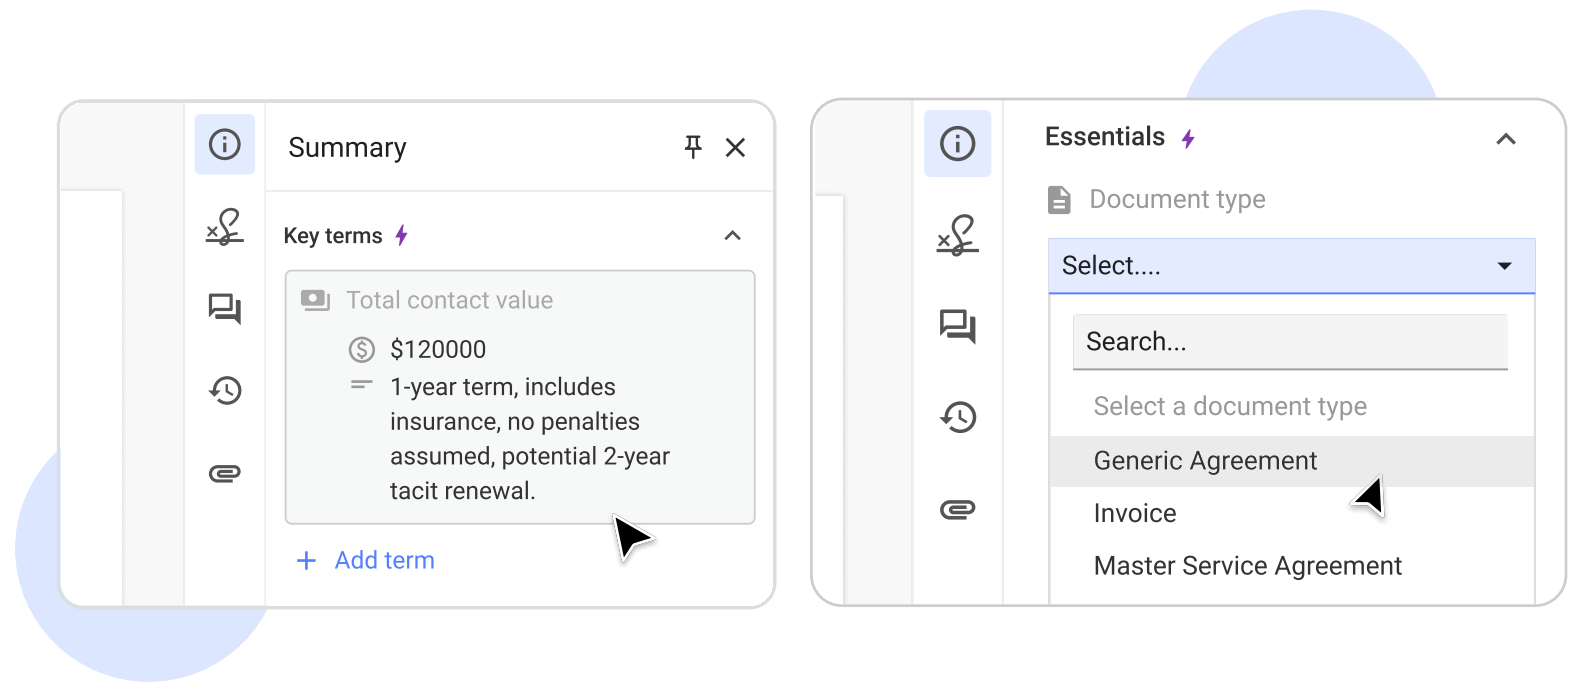 Summary
Key terms
Total contact value
$120000
1-year term, includes
insurance, no penalties
assumed, potential 2-year
tacit renewal.
+ Add term
Essentials
Document type
Select....
Search...
Select a document type
Generic Agreement
Invoice
Master Service Agreement